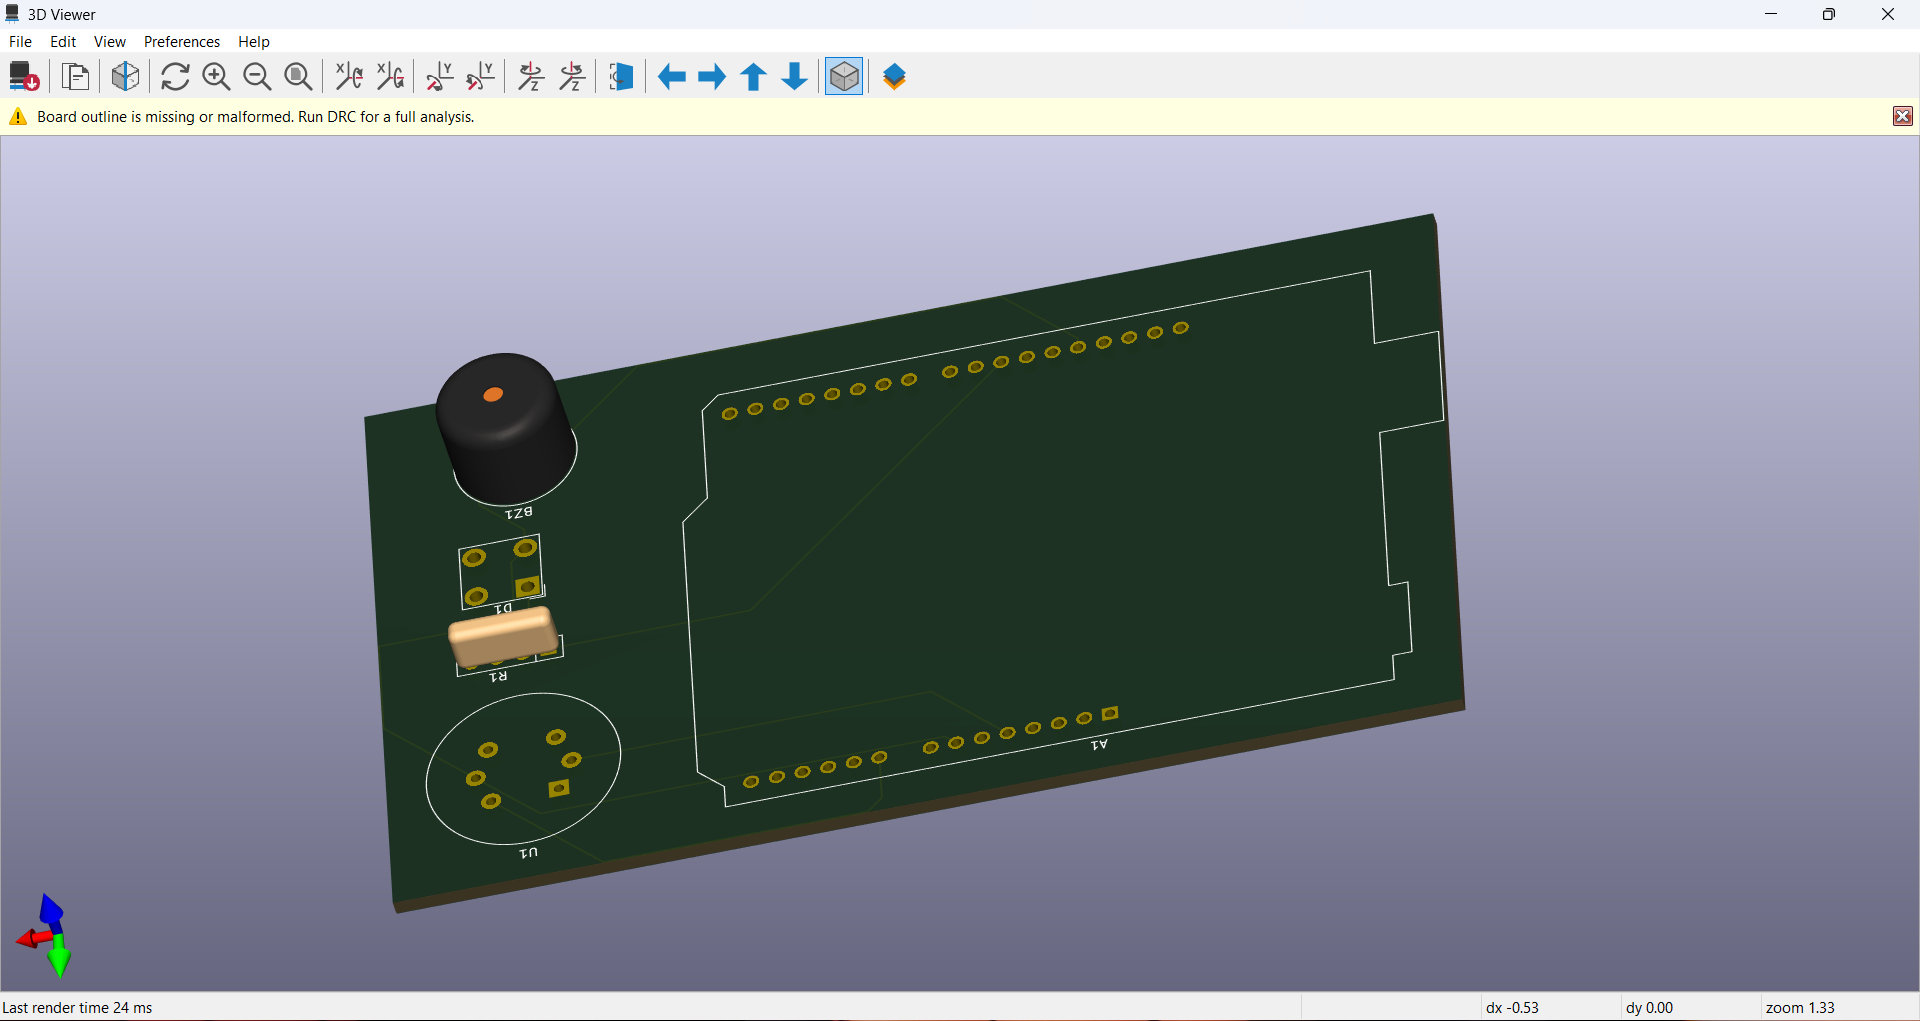 3D Viewer
File Edit View Preferences Help
Board outline is missing or malformed. Run DRC for a full analysis.
BZ1
D1
R1
A1
U1
Last render time 24 ms
dx -0.53
dy 0.00
zoom 1.33